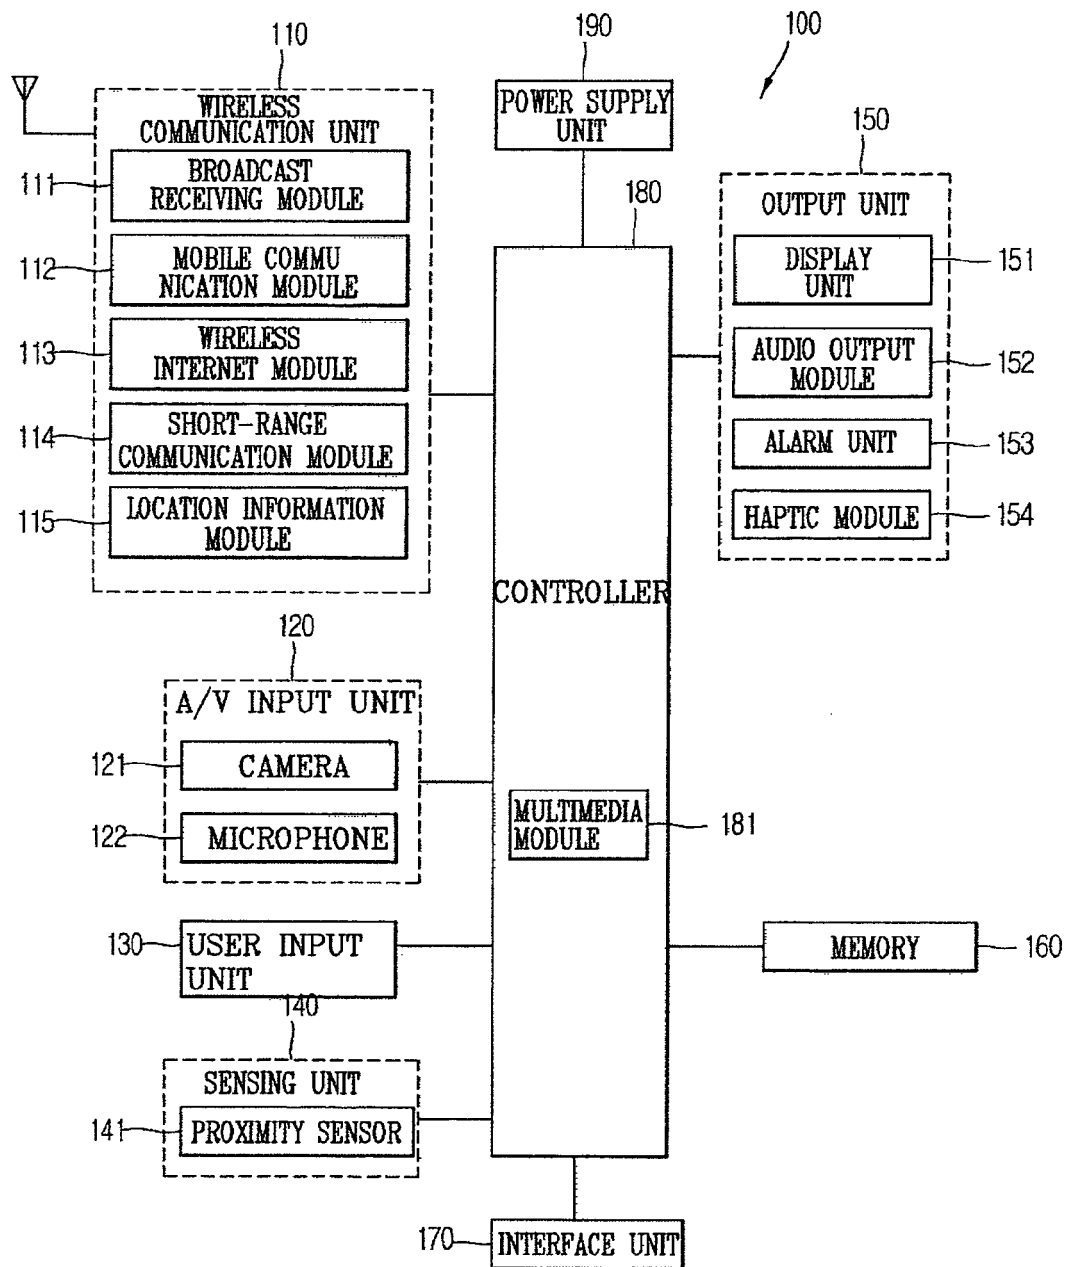 100
190
110
POWER SUPPLY
UNIT
150
WIRELESS
COMMUNICATION UNIT
111
BROADCAST
RECEIVING MODULE
112
MOBILE COMMU
NICATION MODULE
113
WIRELESS
INTERNET MODULE
114
SHORT-RANGE
COMMUNICATION MODULE
115
LOCATION INFORMATION
MODULE
180
OUTPUT UNIT
DISPLAY
UNIT
151
AUDIO OUTPUT
MODULE
152
ALARM UNIT
153
HAPTIC MODULE
154
CONTROLLER
120
A/V INPUT UNIT
121
CAMERA
122
MICROPHONE
MULTIMEDIA
MODULE
181
130
USER INPUT
UNIT
MEMORY
160
140
SENSING UNIT
141
PROXIMITY SENSOR
170
INTERFACE UNIT